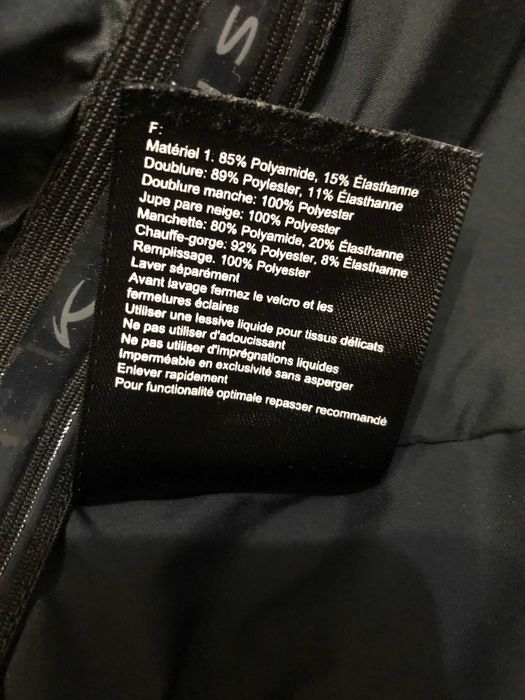 F:
Matériel 1. 85% Polyamide, 15% Élasthanne
Doublure: 89% Poylester, 11% Élasthanne
Doublure manche: 100% Polyester
Jupe pare neige: 100% Polyester
Manchette: 80% Polyamide, 20% Élasthanne
Chauffe-gorge: 92% Polyester, 8% Élasthanne
Remplissage. 100% Polyester
Laver séparément
Avant lavage fermez le velcro et les
fermetures éclaires
Utiliser une lessive liquide pour tissus délicats
Ne pas utiliser d'adoucissant
Ne pas utiliser d'imprégnations liquides
Imperméable en exclusivité sans asperger
Enlever rapidement
Pour functionalité optimale repasser recommandé